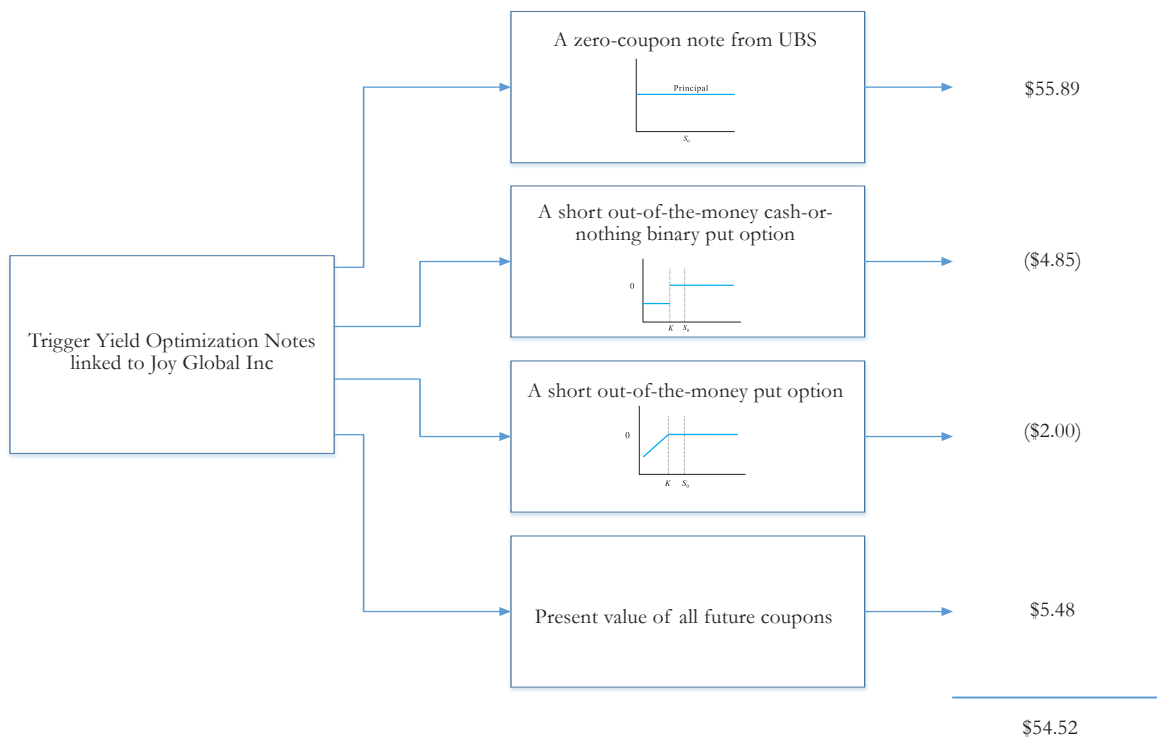 A zero-coupon note from UBS
Principal
S₀
$55.89
A short out-of-the-money cash-or-
nothing binary put option
0
K
S₀
($4.85)
Trigger Yield Optimization Notes
linked to Joy Global Inc
A short out-of-the-money put option
0
K
S₀
($2.00)
Present value of all future coupons
$5.48
$54.52